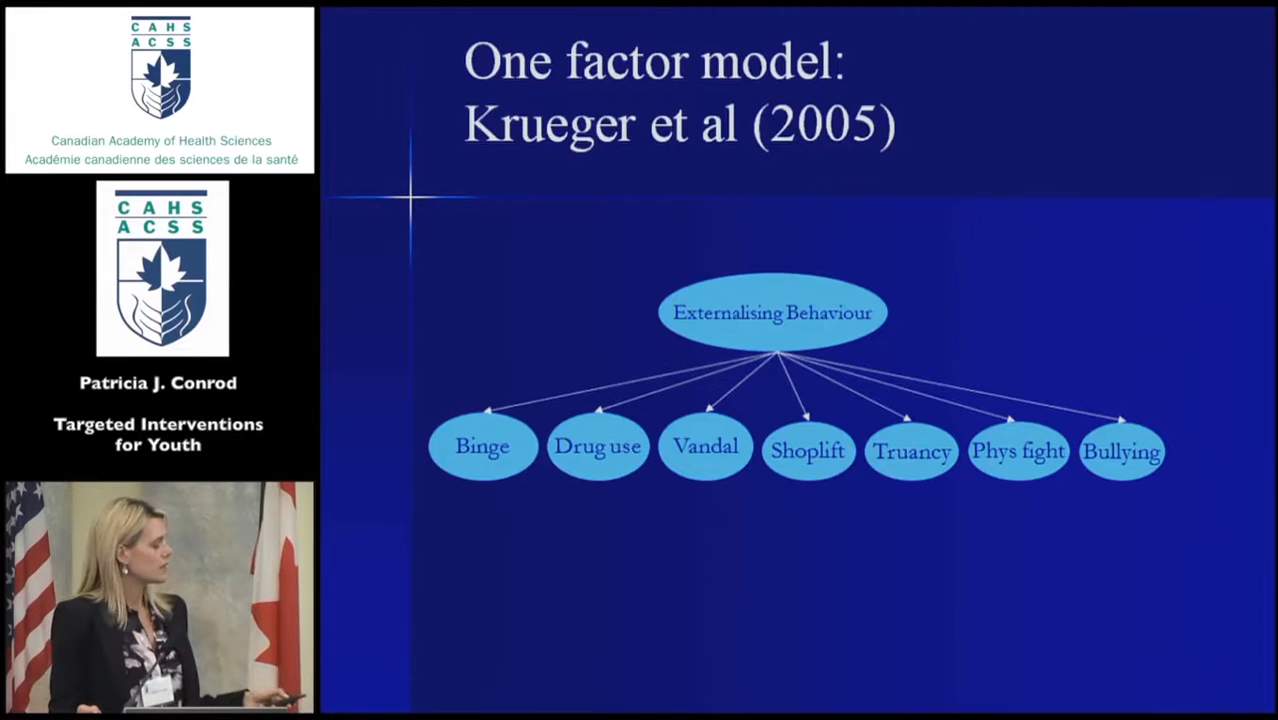 CAHS
ACSS
Canadian Academy of Health Sciences
Académie canadienne des sciences de la santé
CAHS
ACSS
Patricia J. Conrod
Targeted Interventions
for Youth
One factor model:
Krueger et al (2005)
Externalising Behaviour
Binge
Drug use
Vandal
Shoplift
Truancy
Phys fight
Bullying